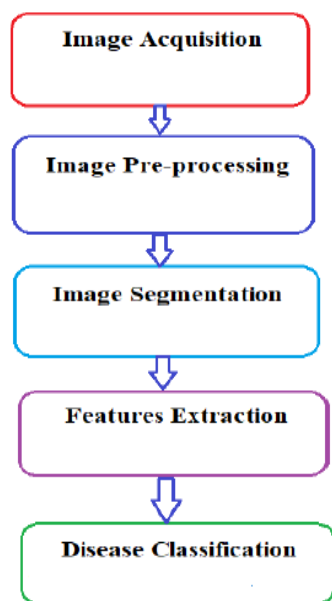 Image Acquisition
Image Pre-processing
Image Segmentation
Features Extraction
Disease Classification